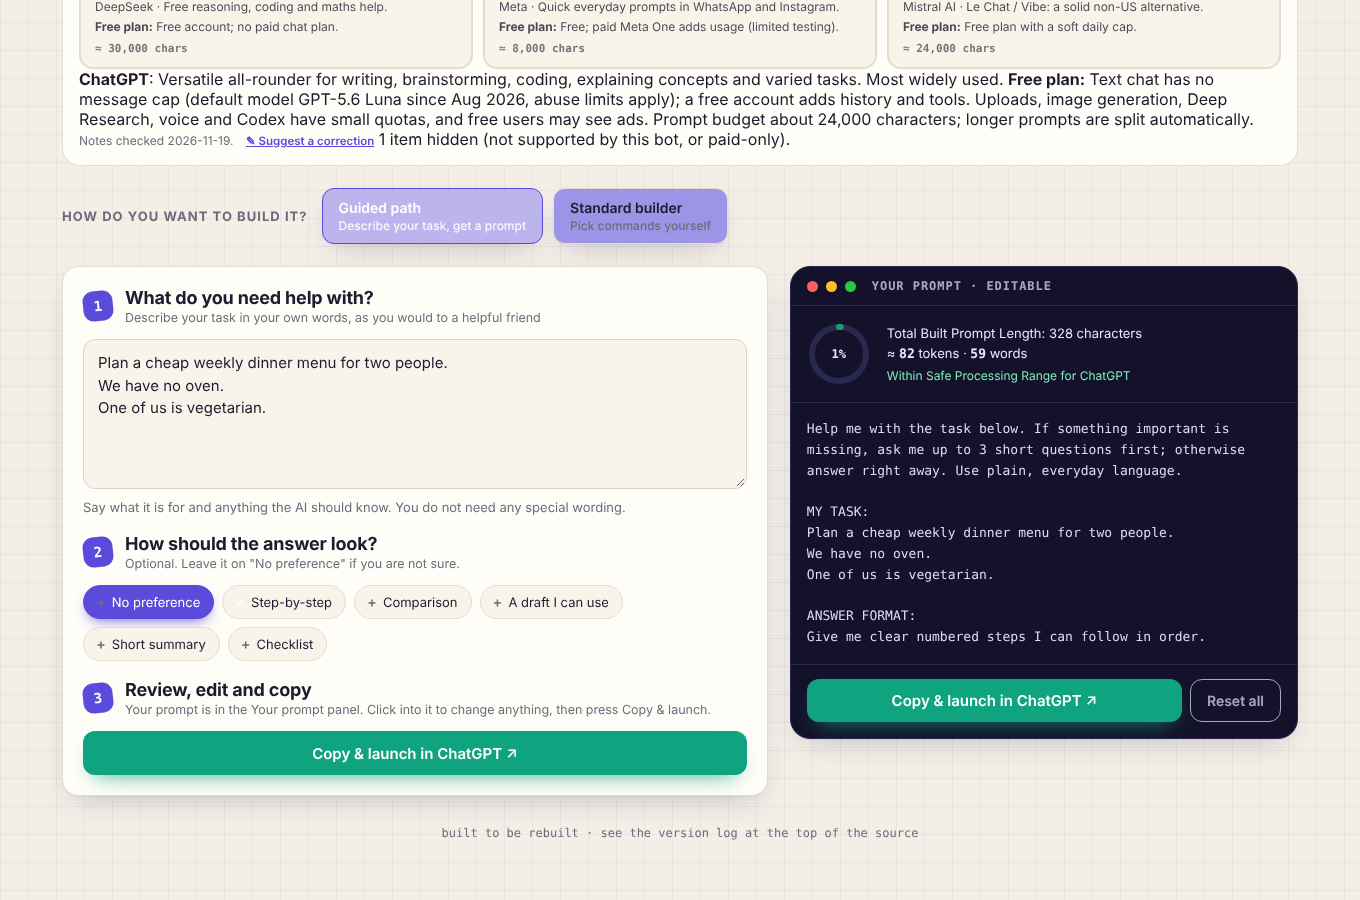 DeepSeek · Free reasoning, coding and maths help.
Free plan: Free account; no paid chat plan.
≈ 30,000 chars
Meta · Quick everyday prompts in WhatsApp and Instagram.
Free plan: Free; paid Meta One adds usage (limited testing).
≈ 8,000 chars
Mistral AI · Le Chat / Vibe: a solid non-US alternative.
Free plan: Free plan with a soft daily cap.
≈ 24,000 chars
ChatGPT: Versatile all-rounder for writing, brainstorming, coding, explaining concepts and varied tasks. Most widely used. Free plan: Text chat has no
message cap (default model GPT-5.6 Luna since Aug 2026, abuse limits apply); a free account adds history and tools. Uploads, image generation, Deep
Research, voice and Codex have small quotas, and free users may see ads. Prompt budget about 24,000 characters; longer prompts are split automatically.
Notes checked 2026-11-19. ✎ Suggest a correction 1 item hidden (not supported by this bot, or paid-only).
HOW DO YOU WANT TO BUILD IT?
Guided path
Describe your task, get a prompt
Standard builder
Pick commands yourself
1
What do you need help with?
Describe your task in your own words, as you would to a helpful friend
Plan a cheap weekly dinner menu for two people.
We have no oven.
One of us is vegetarian.
Say what it is for and anything the AI should know. You do not need any special wording.
2
How should the answer look?
Optional. Leave it on "No preference" if you are not sure.
+ No preference
Step-by-step
+ Comparison
+ A draft I can use
+ Short summary
+ Checklist
3
Review, edit and copy
Your prompt is in the Your prompt panel. Click into it to change anything, then press Copy & launch.
Copy & launch in ChatGPT ↗
YOUR PROMPT · EDITABLE
1%
Total Built Prompt Length: 328 characters
≈ 82 tokens · 59 words
Within Safe Processing Range for ChatGPT
Help me with the task below. If something important is
missing, ask me up to 3 short questions first; otherwise
answer right away. Use plain, everyday language.
MY TASK:
Plan a cheap weekly dinner menu for two people.
We have no oven.
One of us is vegetarian.
ANSWER FORMAT:
Give me clear numbered steps I can follow in order.
Copy & launch in ChatGPT ↗
Reset all
built to be rebuilt · see the version log at the top of the source